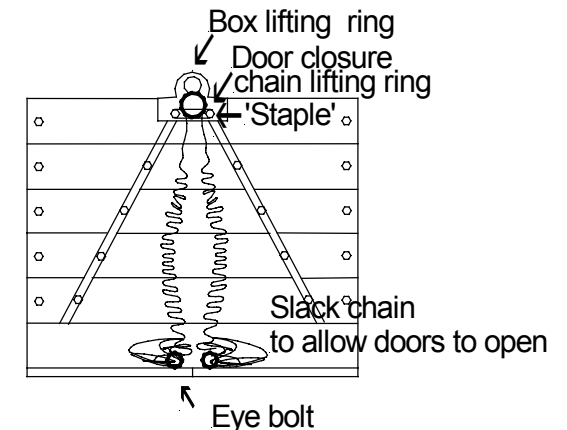 Box lifting ring
Door closure
chain lifting ring
'Staple'
Slack chain
to allow doors to open
Eye bolt